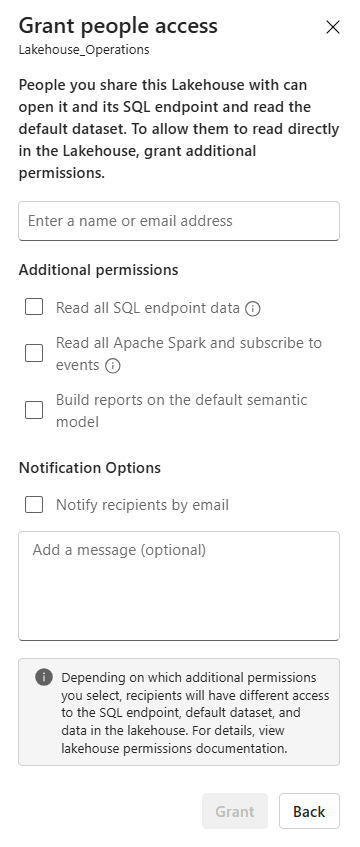 Grant people access
Lakehouse_Operations
People you share this Lakehouse with can
open it and its SQL endpoint and read the
default dataset. To allow them to read directly
in the Lakehouse, grant additional
permissions.
Enter a name or email address
Additional permissions
Read all SQL endpoint data
Read all Apache Spark and subscribe to
events
Build reports on the default semantic
model
Notification Options
Notify recipients by email
Add a message (optional)
Depending on which additional permissions
you select, recipients will have different access
to the SQL endpoint, default dataset, and
data in the lakehouse. For details, view
lakehouse permissions documentation.
Grant
Back